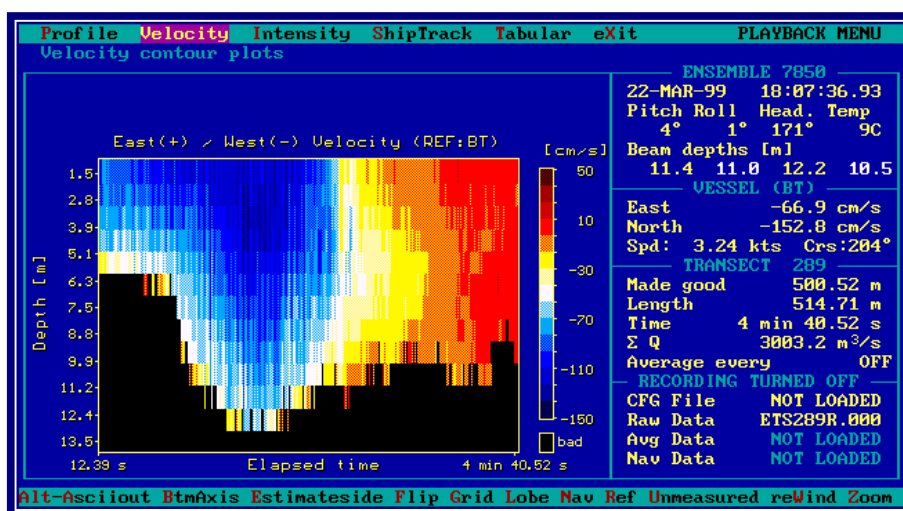 Profile Velocity Intensity ShipTrack Tabular eXit PLAYBACK MENU
Velocity contour plots
East(+) / West(-) Velocity (REF:BT)
[cm/s]
50
10
-30
-70
-110
-150
bad
Depth [m]
1.5
2.8
3.9
5.1
6.3
7.5
8.8
9.9
11.2
12.4
13.5
12.39 s Elapsed time 4 min 40.52 s
ENSEMBLE 7850
22-MAR-99 18:07:36.93
Pitch Roll Head. Temp
4° 1° 171° 9C
Beam depths [m]
11.4 11.0 12.2 10.5
VESSEL (BT)
East -66.9 cm/s
North -152.8 cm/s
Spd: 3.24 kts Crs:204°
TRANSECT 289
Made good 500.52 m
Length 514.71 m
Time 4 min 40.52 s
Σ Q 3003.2 m³/s
Average every OFF
RECORDING TURNED OFF
CFG File NOT LOADED
Raw Data ETS289R.000
Avg Data NOT LOADED
Nav Data NOT LOADED
Alt-Asciiout BtmAxis Estimateside Flip Grid Lobe Nav Ref Unmeasured reWind Zoom